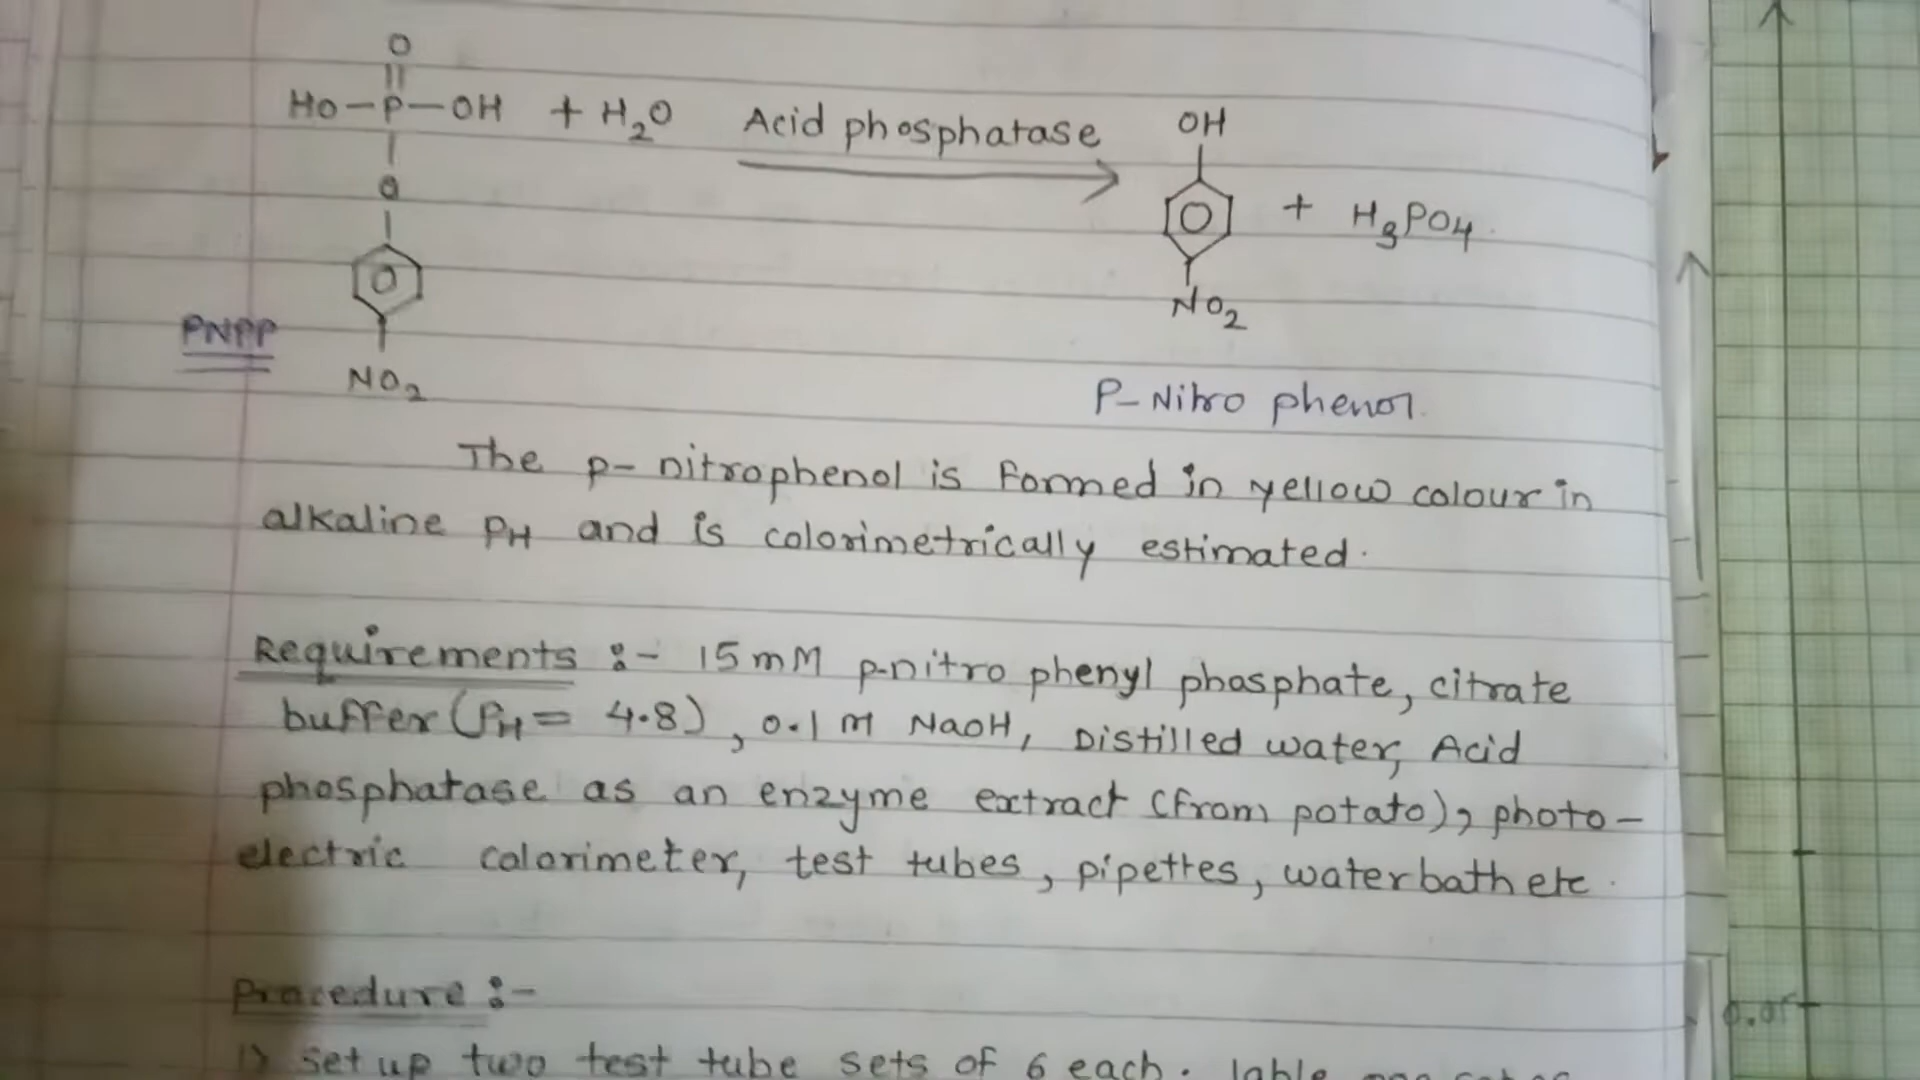 O
HO-P-OH + H2O Acid phosphatase OH
O
+ H3PO4
PNPP
NO2
NO2
P-Nitro phenol
The p-nitrophenol is formed in yellow colour in
alkaline PH and is colorimetrically estimated.
Requirements :- 15mM p-nitro phenyl phosphate, citrate
buffer (PH = 4.8), 0.1 M NaOH, Distilled water, Acid
phosphatase as an enzyme extract (from potato), photo-
electric colorimeter, test tubes, pipettes, waterbath etc.
Procedure :-
1) set up two test tube sets of 6 each. lable